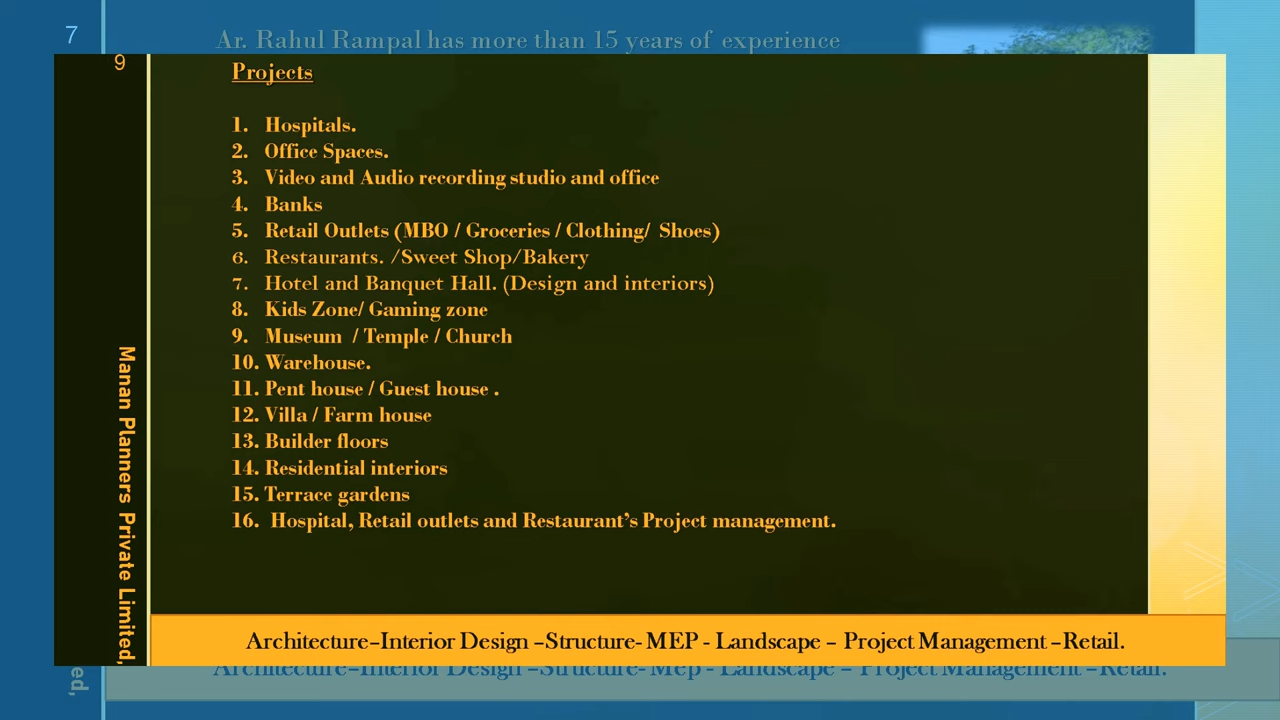 7
Ar. Rahul Rampal has more than 15 years of experience
9
Projects
1. Hospitals.
2. Office Spaces.
3. Video and Audio recording studio and office
4. Banks
5. Retail Outlets (MBO / Groceries / Clothing/ Shoes)
6. Restaurants. /Sweet Shop/Bakery
7. Hotel and Banquet Hall. (Design and interiors)
8. Kids Zone/ Gaming zone
9. Museum / Temple / Church
10. Warehouse.
11. Pent house / Guest house .
12. Villa / Farm house
13. Builder floors
14. Residential interiors
15. Terrace gardens
16. Hospital, Retail outlets and Restaurant's Project management.
Manan Planners Private Limited,
Architecture–Interior Design –Structure- MEP - Landscape – Project Management –Retail.
ed,
Architecture–Interior Design –Structure- Mep - Landscape – Project Management –Retail.